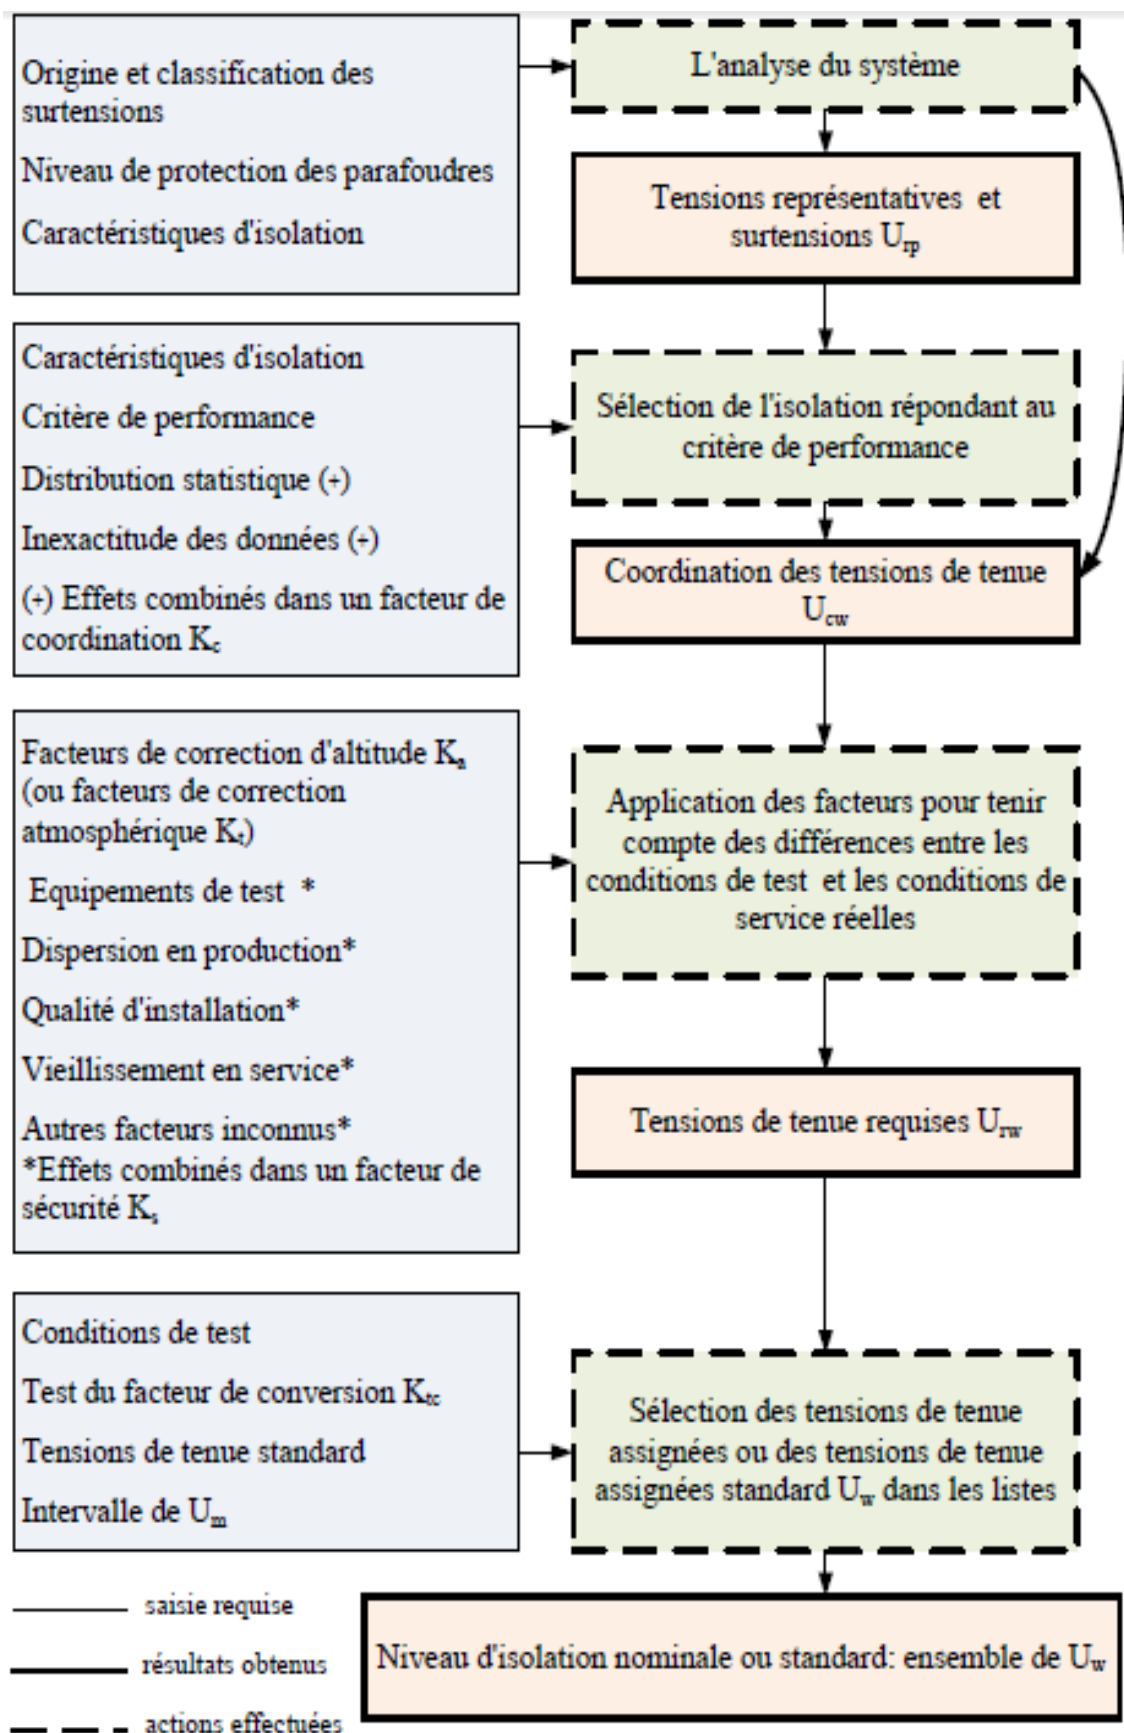 Origine et classification des
surtensions
Niveau de protection des parafoudres
Caractéristiques d'isolation
L'analyse du système
Tensions représentatives et
surtensions Urp
Caractéristiques d'isolation
Critère de performance
Distribution statistique (+)
Inexactitude des données (+)
(+) Effets combinés dans un facteur de
coordination Kc
Sélection de l'isolation répondant au
critère de performance
Coordination des tensions de tenue
Ucw
Facteurs de correction d'altitude Ka
(ou facteurs de correction
atmosphérique Kt)
Equipements de test *
Dispersion en production*
Qualité d'installation*
Vieillissement en service*
Autres facteurs inconnus*
*Effets combinés dans un facteur de
sécurité Ks
Application des facteurs pour tenir
compte des différences entre les
conditions de test et les conditions de
service réelles
Tensions de tenue requises Urw
Conditions de test
Test du facteur de conversion Ktc
Tensions de tenue standard
Intervalle de Um
Sélection des tensions de tenue
assignées ou des tensions de tenue
assignées standard Uw dans les listes
saisie requise
résultats obtenus
actions effectuées
Niveau d'isolation nominale ou standard: ensemble de Uw